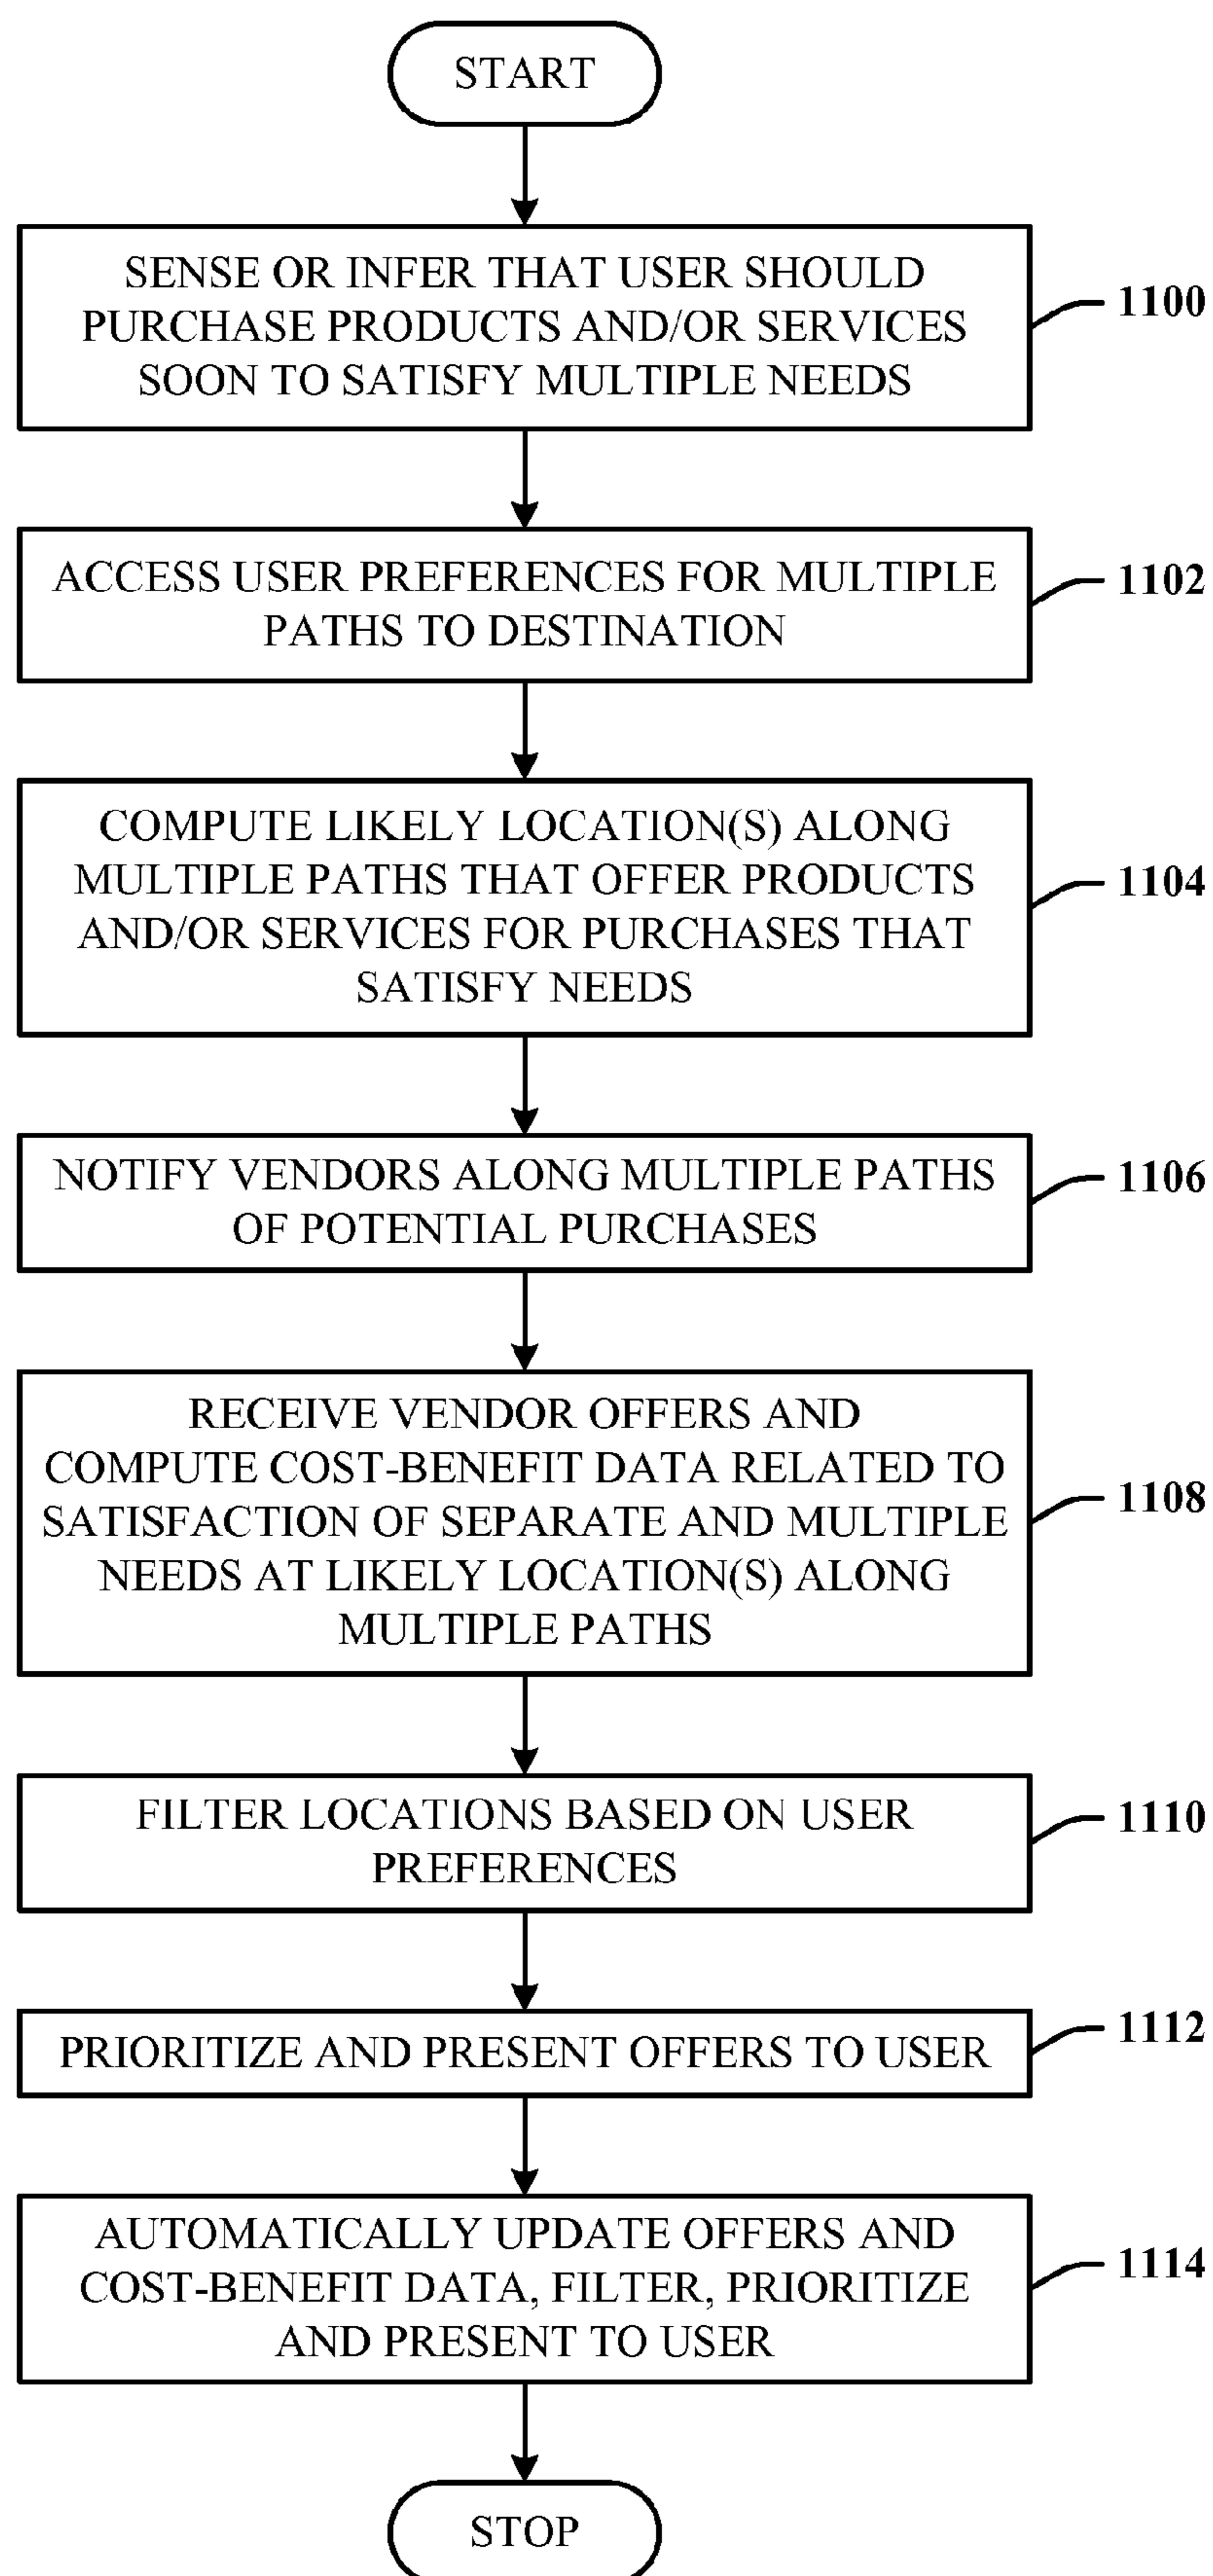 START
SENSE OR INFER THAT USER SHOULD
PURCHASE PRODUCTS AND/OR SERVICES
SOON TO SATISFY MULTIPLE NEEDS
1100
ACCESS USER PREFERENCES FOR MULTIPLE
PATHS TO DESTINATION
1102
COMPUTE LIKELY LOCATION(S) ALONG
MULTIPLE PATHS THAT OFFER PRODUCTS
AND/OR SERVICES FOR PURCHASES THAT
SATISFY NEEDS
1104
NOTIFY VENDORS ALONG MULTIPLE PATHS
OF POTENTIAL PURCHASES
1106
RECEIVE VENDOR OFFERS AND
COMPUTE COST-BENEFIT DATA RELATED TO
SATISFACTION OF SEPARATE AND MULTIPLE
NEEDS AT LIKELY LOCATION(S) ALONG
MULTIPLE PATHS
1108
FILTER LOCATIONS BASED ON USER
PREFERENCES
1110
PRIORITIZE AND PRESENT OFFERS TO USER
1112
AUTOMATICALLY UPDATE OFFERS AND
COST-BENEFIT DATA, FILTER, PRIORITIZE
AND PRESENT TO USER
1114
STOP